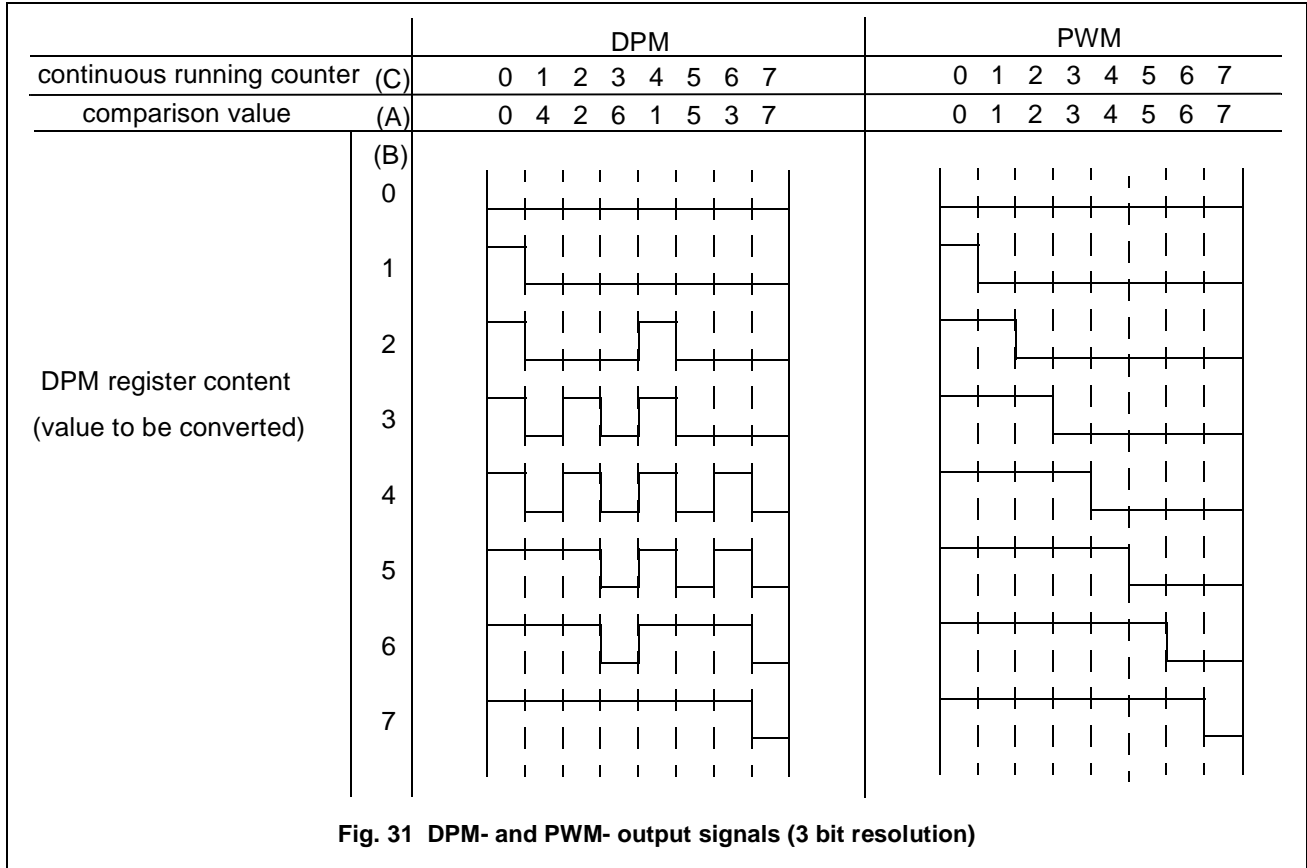 DPM PWM
continuous running counter (C) 0 1 2 3 4 5 6 7 0 1 2 3 4 5 6 7
comparison value (A) 0 4 2 6 1 5 3 7 0 1 2 3 4 5 6 7
(B)
0
1
2
DPM register content
(value to be converted)
3
4
5
6
7
Fig. 31 DPM- and PWM- output signals (3 bit resolution)